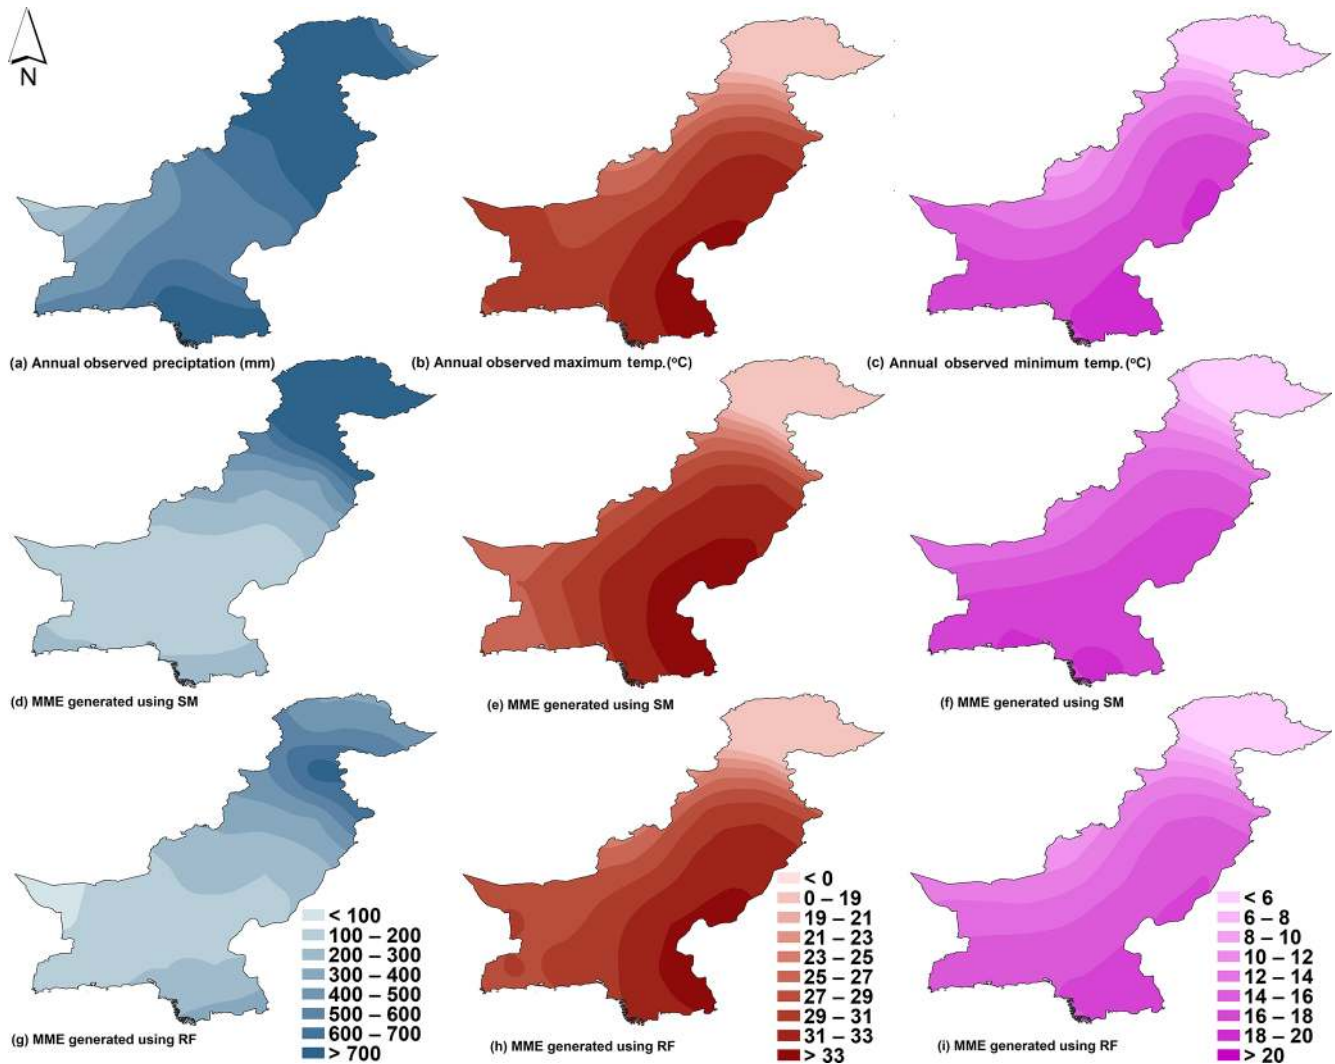 N
(a) Annual observed preciptation (mm)
(b) Annual observed maximum temp.(ºC)
(c) Annual observed minimum temp.(ºC)
(d) MME generated using SM
(e) MME generated using SM
(f) MME generated using SM
< 100
100 – 200
200 – 300
300 – 400
400 – 500
500 – 600
600 – 700
> 700
< 0
0 – 19
19 – 21
21 – 23
23 – 25
25 – 27
27 – 29
29 – 31
31 – 33
> 33
< 6
6 – 8
8 – 10
10 – 12
12 – 14
14 – 16
16 – 18
18 – 20
> 20
(g) MME generated using RF
(h) MME generated using RF
(i) MME generated using RF